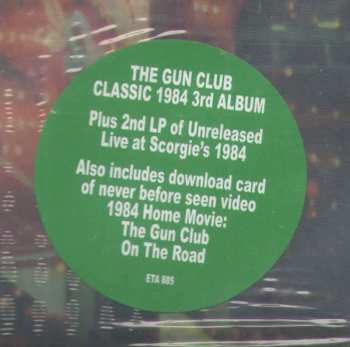 THE GUN CLUB
CLASSIC 1984 3rd ALBUM
Plus 2nd LP of Unreleased
Live at Scorgie's 1984
Also includes download card
of never before seen video
1984 Home Movie:
The Gun Club
On The Road
ETA 885